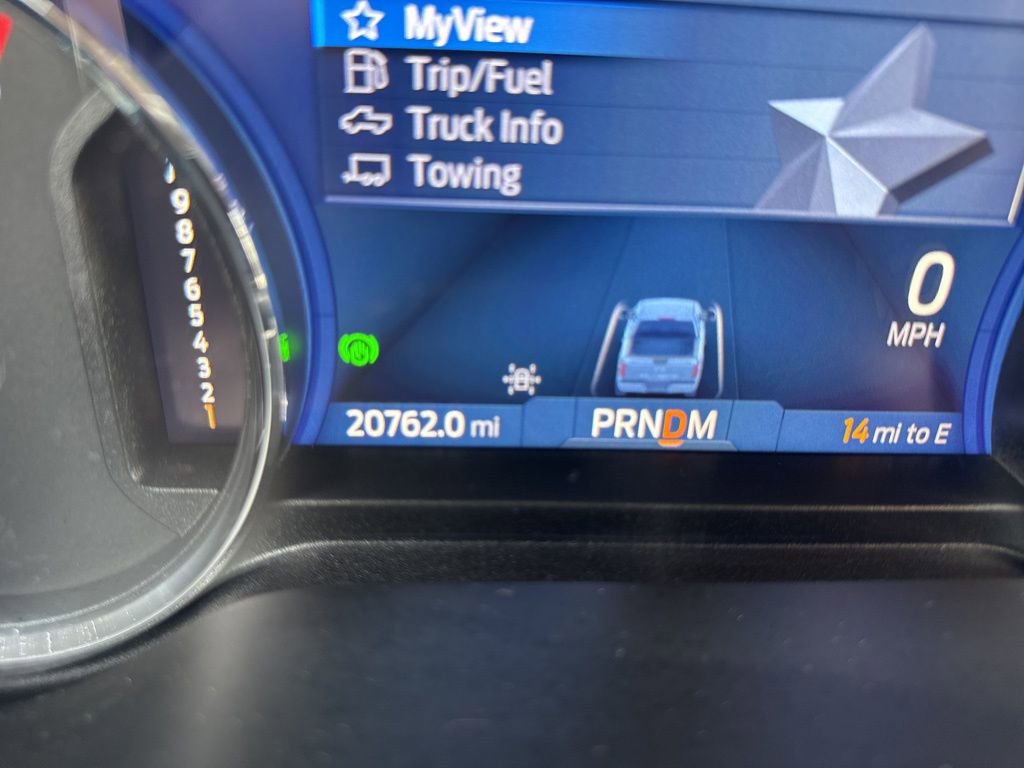 MyView
Trip/Fuel
Truck Info
Towing
9
8
7
6
5
4
3
2
1
0
MPH
20762.0 mi
PRNDM
14 mi to E